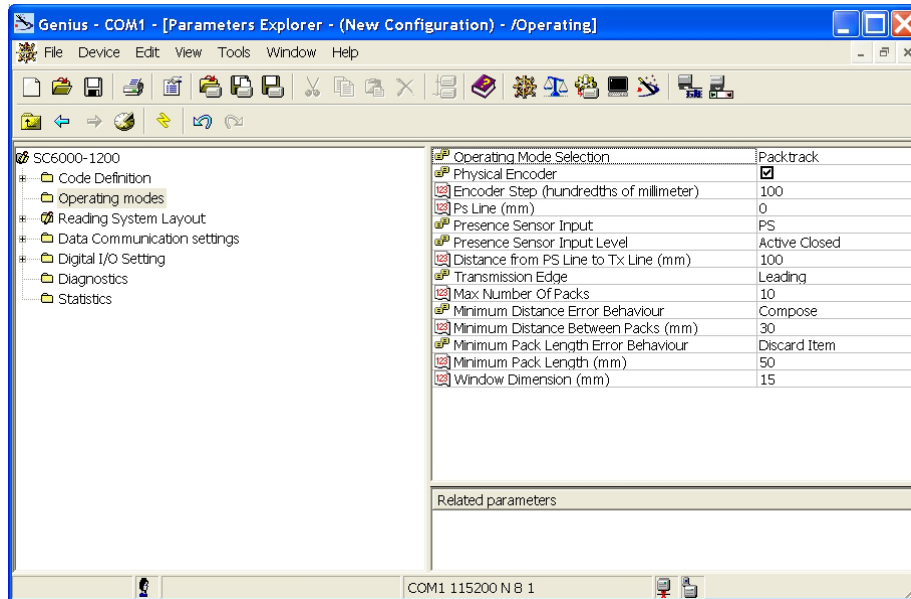 Genius - COM1 - [Parameters Explorer - (New Configuration) - /Operating]
File Device Edit View Tools Window Help
SC6000-1200
Code Definition
Operating modes
Reading System Layout
Data Communication settings
Digital I/O Setting
Diagnostics
Statistics
Operating Mode Selection Packtrack
Physical Encoder
Encoder Step (hundredths of millimeter) 100
Ps Line (mm) 0
Presence Sensor Input PS
Presence Sensor Input Level Active Closed
Distance from PS Line to Tx Line (mm) 100
Transmission Edge Leading
Max Number Of Packs 10
Minimum Distance Error Behaviour Compose
Minimum Distance Between Packs (mm) 30
Minimum Pack Length Error Behaviour Discard Item
Minimum Pack Length (mm) 50
Window Dimension (mm) 15
Related parameters
COM1 115200 N 8 1